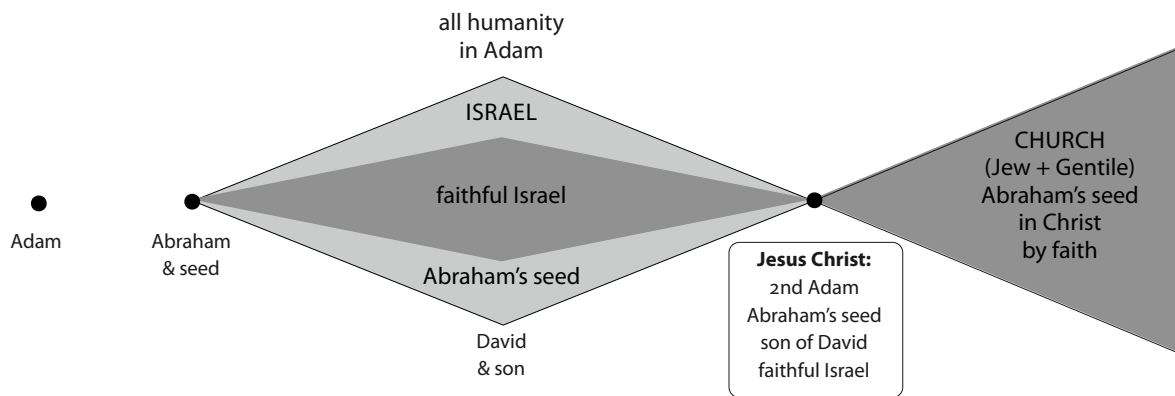 all humanity
in Adam
ISRAEL
faithful Israel
Abraham’s seed
Adam
Abraham
& seed
David
& son
Jesus Christ:
2nd Adam
Abraham’s seed
son of David
faithful Israel
CHURCH
(Jew + Gentile)
Abraham’s seed
in Christ
by faith